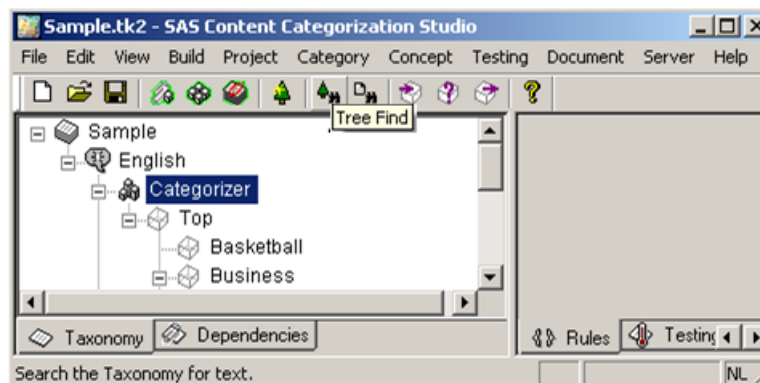 Sample.tk2 - SAS Content Categorization Studio
File Edit View Build Project Category Concept Testing Document Server Help
Tree Find
Sample
English
Categorizer
Top
Basketball
Business
Taxonomy Dependencies Rules Testing
Search the Taxonomy for text. NL